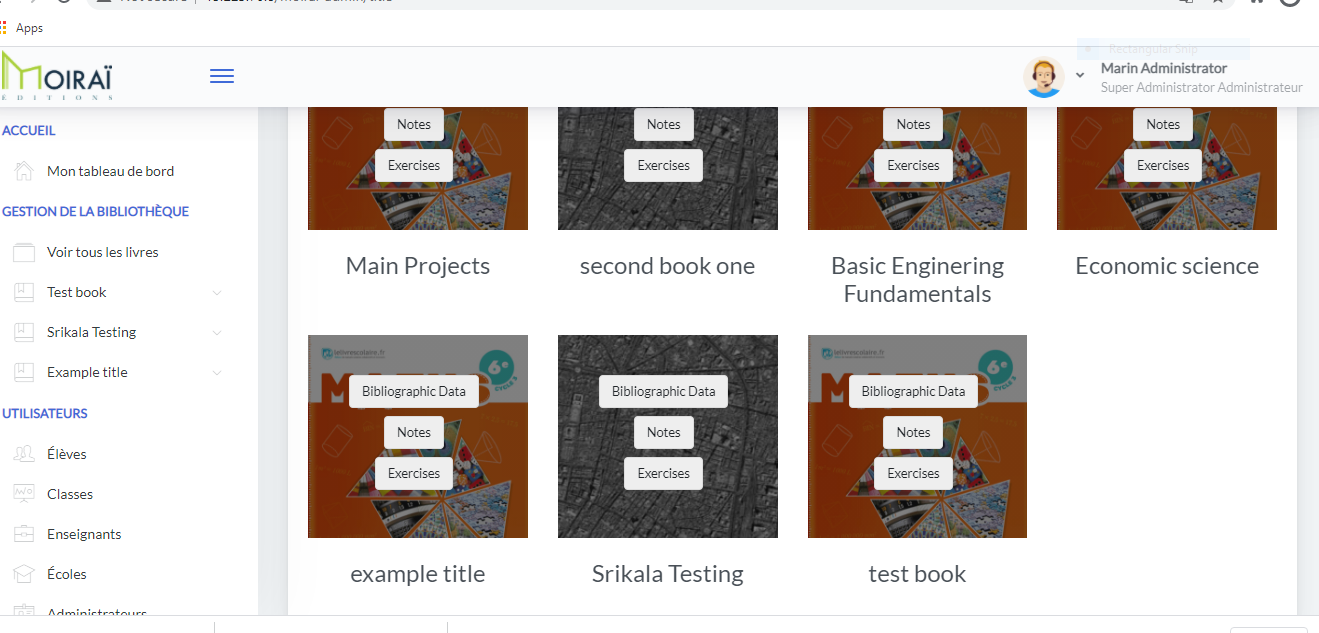 Apps
Rectangular Snip
MOIRAÏ
EDITIONS
Marin Administrator
Super Administrator Administrateur
ACCUEIL
Mon tableau de bord
GESTION DE LA BIBLIOTHÈQUE
Voir tous les livres
Test book
Srikala Testing
Example title
UTILISATEURS
Élèves
Classes
Enseignants
Écoles
Administrateurs
Notes
Exercises
Main Projects
Notes
Exercises
second book one
Notes
Exercises
Basic Enginering
Fundamentals
Notes
Exercises
Economic science
lelivrescolaire.fr
6e
CYCLE 3
Bibliographic Data
Notes
Exercises
example title
Bibliographic Data
Notes
Exercises
Srikala Testing
lelivrescolaire.fr
6e
CYCLE 3
Bibliographic Data
Notes
Exercises
test book